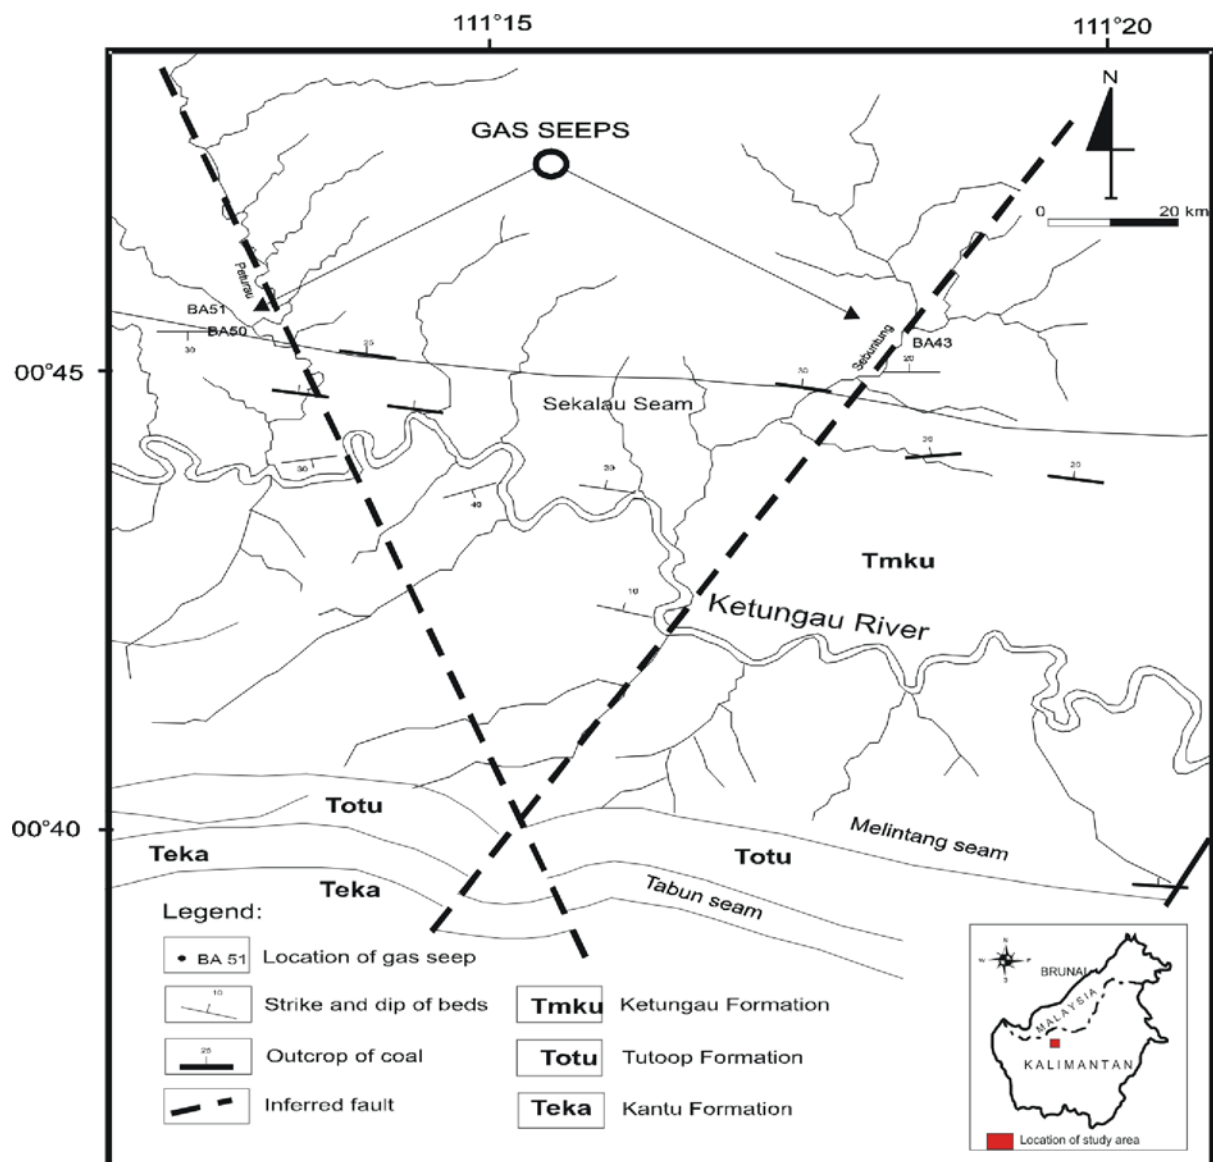 111°15
111°20
GAS SEEPS
N
0
20 km
Peturau
BA51
BA50
30
25
Sebuntung
BA43
20
00°45
30
Sekalau Seam
30
20
20
20
40
Tmku
10
Ketungau River
Totu
00°40
Melintang seam
Teka
Totu
Teka
Tabun seam
Legend:
BA 51
Location of gas seep
10
Strike and dip of beds
25
Outcrop of coal
Inferred fault
Tmku
Ketungau Formation
Totu
Tutoop Formation
Teka
Kantu Formation
N
W
S
BRUNAI
MALAYSIA
KALIMANTAN
Location of study area